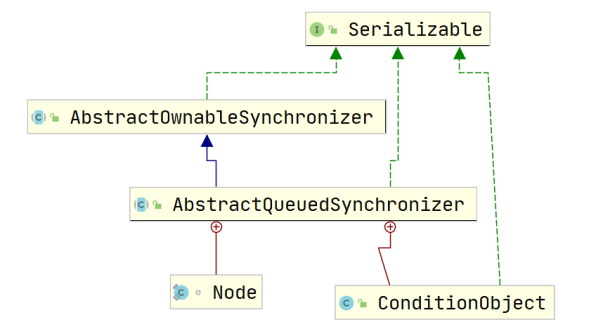 Serializable
AbstractOwnableSynchronizer
AbstractQueuedSynchronizer
Node
ConditionObject